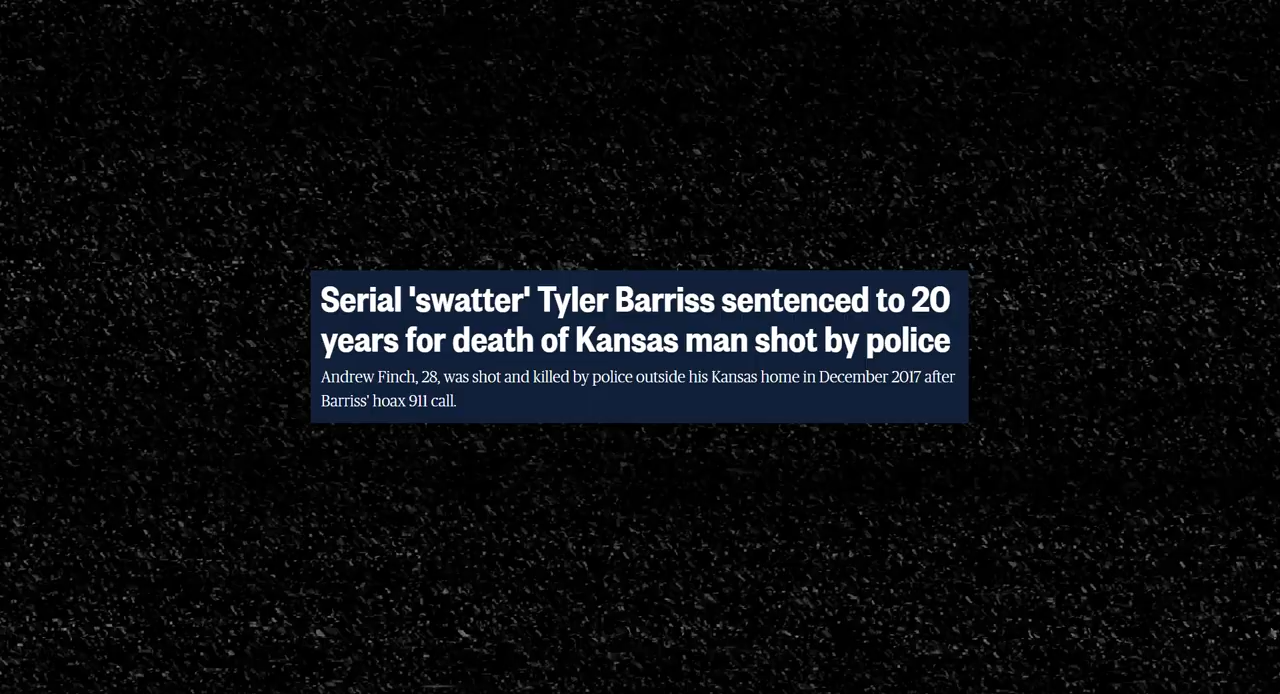 Serial 'swatter' Tyler Barriss sentenced to 20
years for death of Kansas man shot by police
Andrew Finch, 28, was shot and killed by police outside his Kansas home in December 2017 after
Barriss' hoax 911 call.